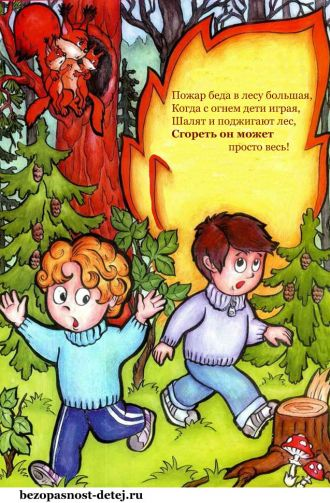 Пожар беда в лесу большая,
Когда с огнем дети играя,
Шалят и поджигают лес,
Сгореть он может
просто весь!
bezopasnost-detej.ru